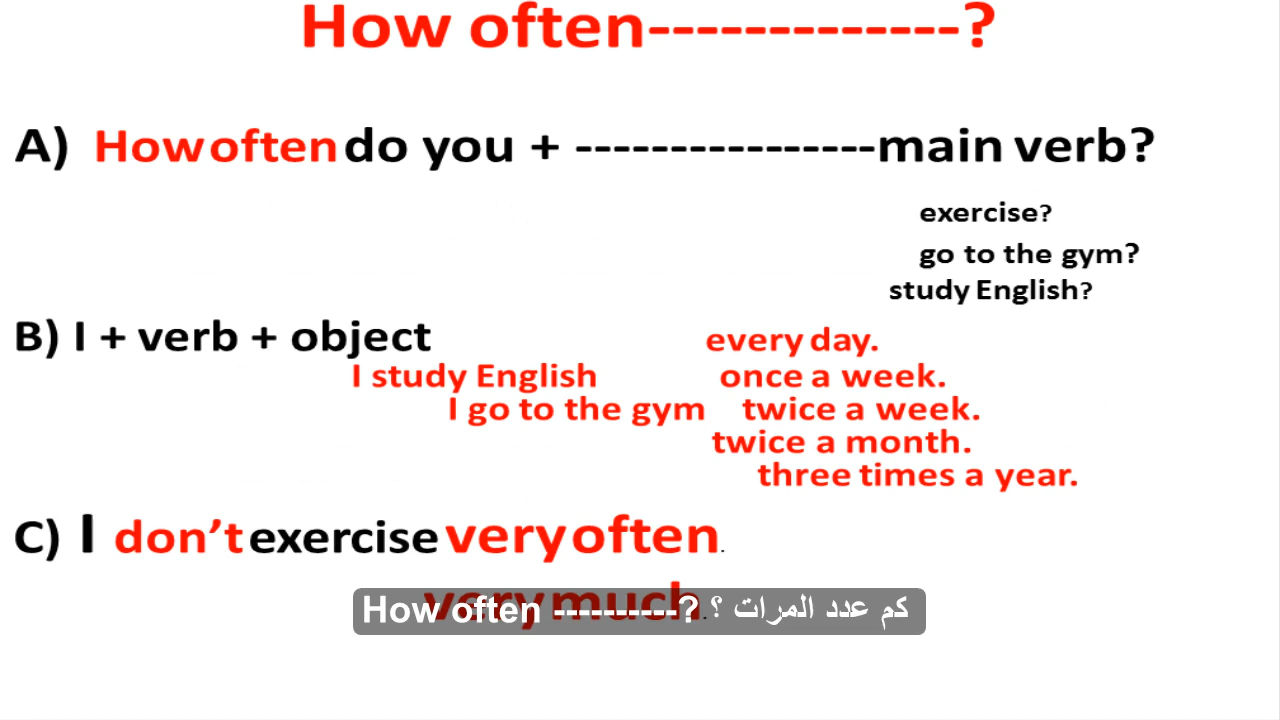 How often-------------?
A) How often do you + ----------------main verb?
exercise?
go to the gym?
study English?
B) I + verb + object every day.
I study English once a week.
I go to the gym twice a week.
twice a month.
three times a year.
C) I don’t exercise very often.
very much.
How often ----------? كم عدد المرات ؟